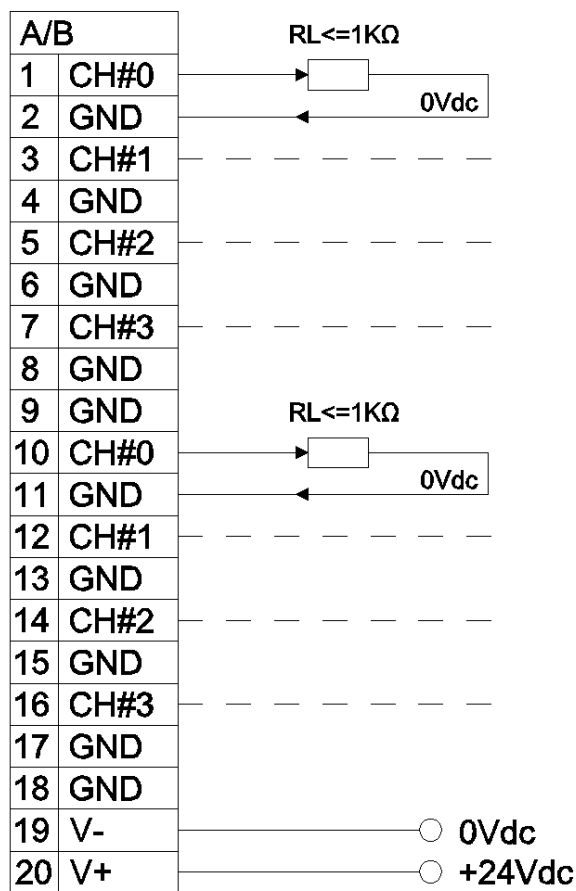 A/B
RL<=1KΩ
1 CH#0
0Vdc
2 GND
3 CH#1
4 GND
5 CH#2
6 GND
7 CH#3
8 GND
9 GND
RL<=1KΩ
10 CH#0
0Vdc
11 GND
12 CH#1
13 GND
14 CH#2
15 GND
16 CH#3
17 GND
18 GND
19 V- 0Vdc
20 V+ +24Vdc